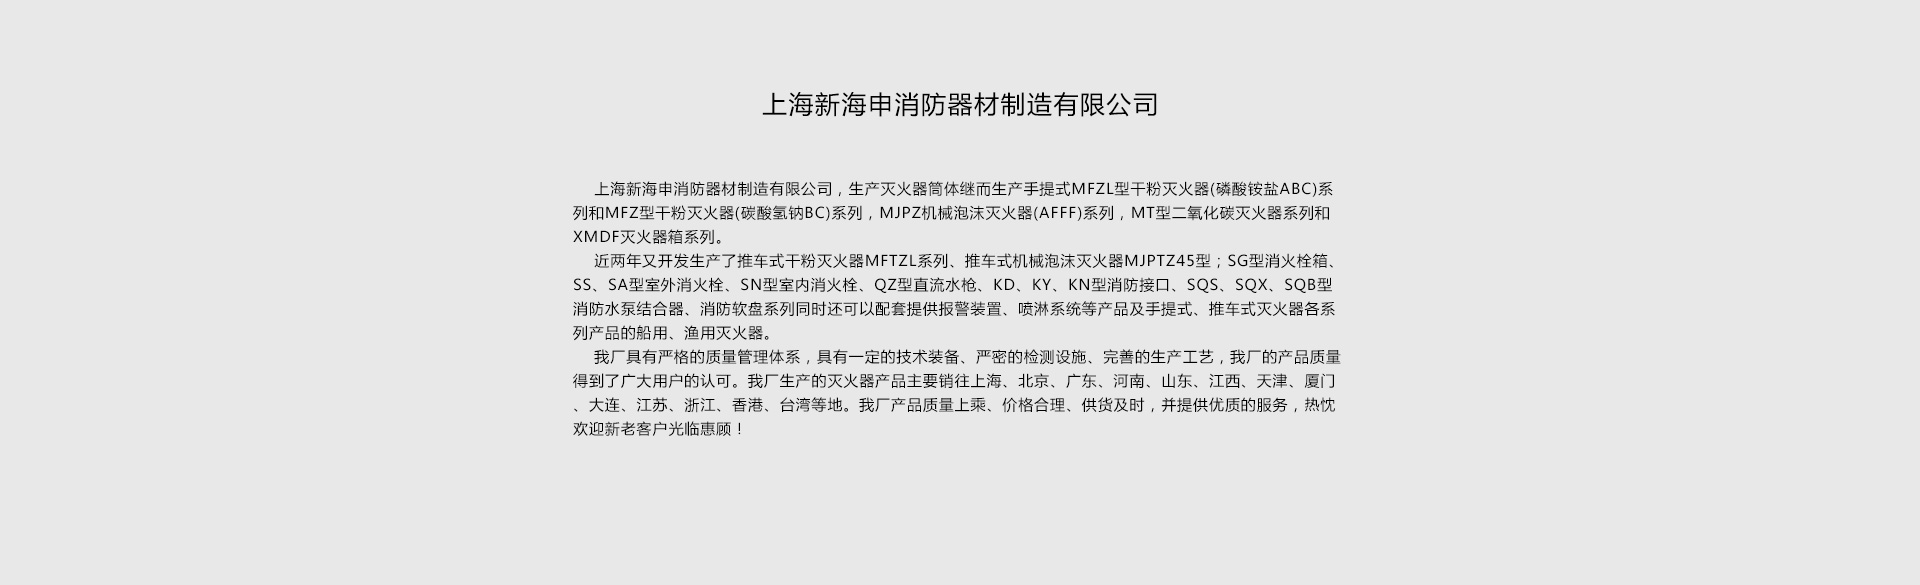 上海新海申消防器材制造有限公司
上海新海申消防器材制造有限公司，生产灭火器筒体继而生产手提式MFZL型干粉灭火器(磷酸铵盐ABC)系
列和MFZ型干粉灭火器(碳酸氢钠BC)系列，MJPZ机械泡沫灭火器(AFFF)系列，MT型二氧化碳灭火器系列和
XMDF灭火器箱系列。
近两年又开发生产了推车式干粉灭火器MFTZL系列、推车式机械泡沫灭火器MJPTZ45型；SG型消火栓箱、
SS、SA型室外消火栓、SN型室内消火栓、QZ型直流水枪、KD、KY、KN型消防接口、SQS、SQX、SQB型
消防水泵结合器、消防软盘系列同时还可以配套提供报警装置、喷淋系统等产品及手提式、推车式灭火器各系
列产品的船用、渔用灭火器。
我厂具有严格的质量管理体系，具有一定的技术装备、严密的检测设施、完善的生产工艺，我厂的产品质量
得到了广大用户的认可。我厂生产的灭火器产品主要销往上海、北京、广东、河南、山东、江西、天津、厦门
、大连、江苏、浙江、香港、台湾等地。我厂产品质量上乘、价格合理、供货及时，并提供优质的服务，热忱
欢迎新老客户光临惠顾！